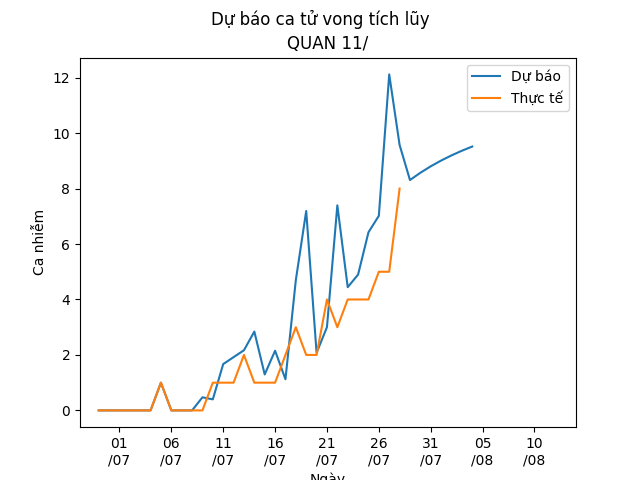 Dự báo ca tử vong tích lũy
QUAN 11/
Dự báo
Thực tế
Ca nhiễm
12
10
8
6
4
2
0
01 06 11 16 21 26 31 05 10
/07 /07 /07 /07 /07 /07 /07 /08 /08
Ngày